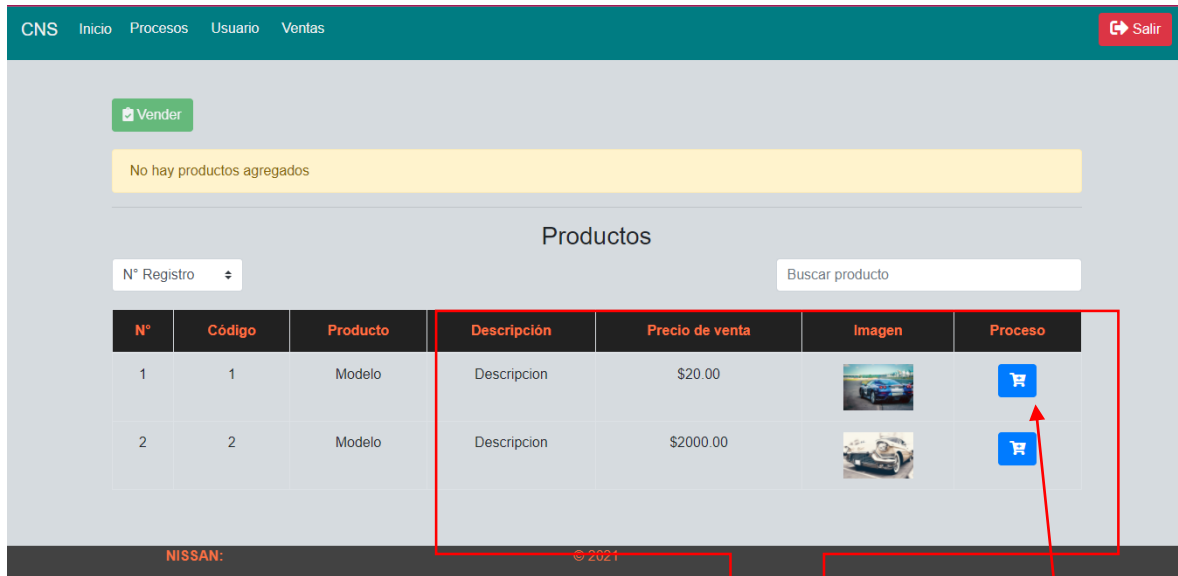 CNS Inicio Procesos Usuario Ventas Salir
Vender
No hay productos agregados
Productos
N° Registro Buscar producto
N° Código Producto Descripción Precio de venta Imagen Proceso
1 1 Modelo Descripcion $20.00
2 2 Modelo Descripcion $2000.00
NISSAN: © 2021